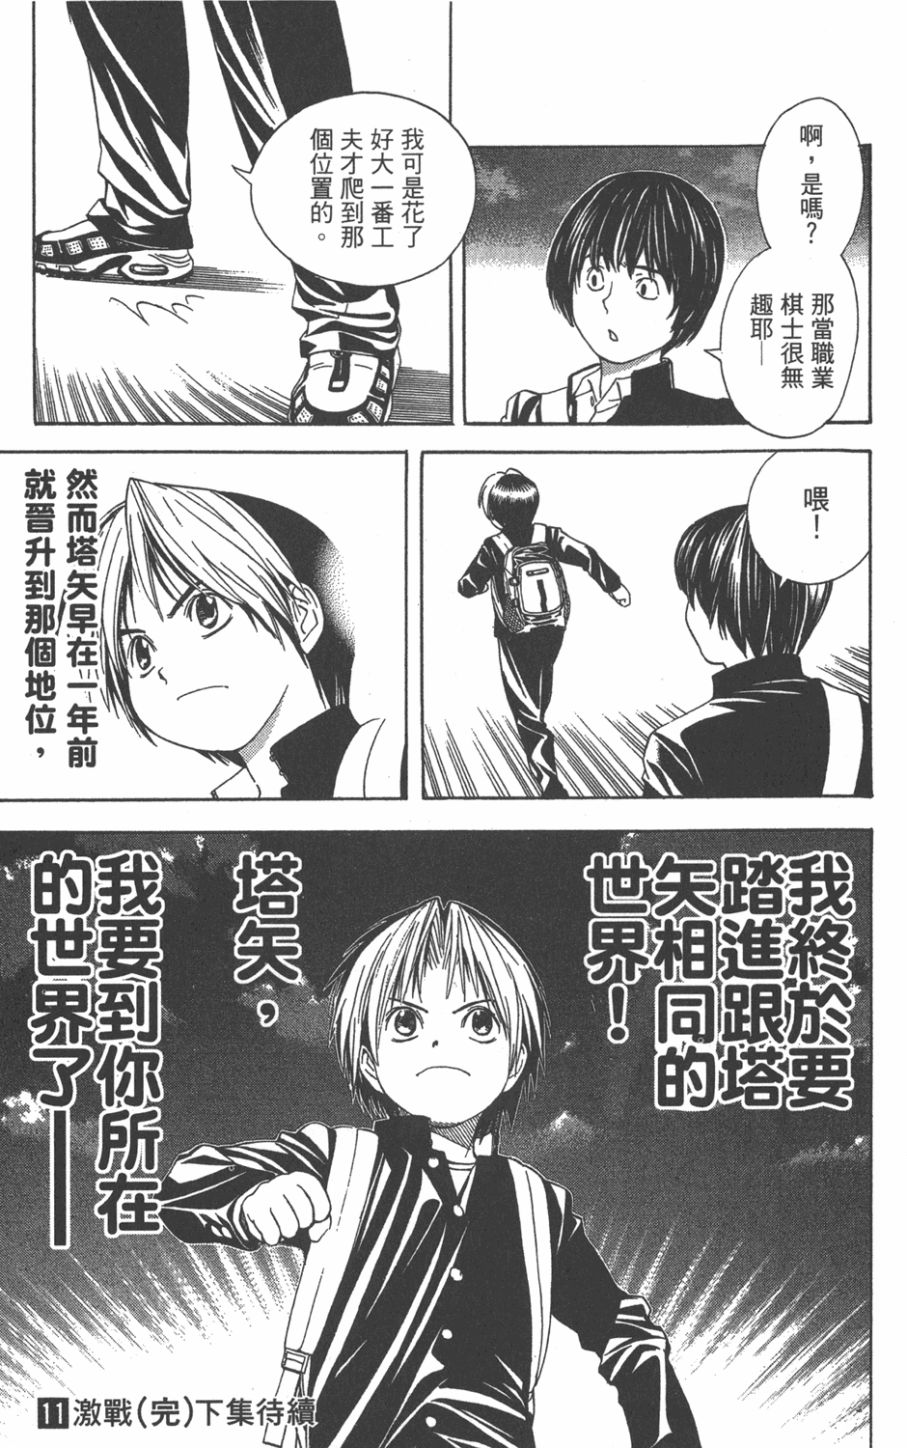 啊，是嗎？
那當職業
棋士很無
趣耶—
我可是花了
好大一番工
夫才爬到那
個位置的。
喂！
然而塔矢早在一年前
就晉升到那個地位，
我終於要
踏進跟塔
矢相同的
世界！
塔矢，
我要到你所在
的世界了——
11激戰(完)下集待續